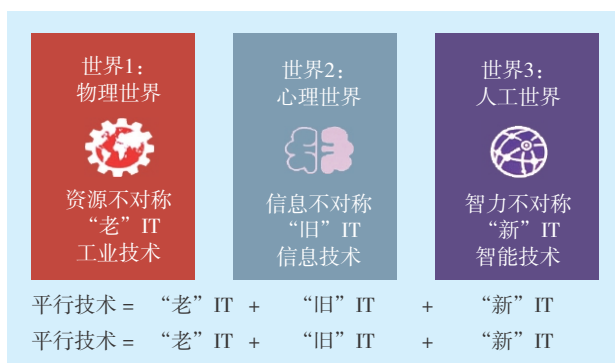 世界1：
物理世界
资源不对称
“老”IT
工业技术
世界2：
心理世界
信息不对称
“旧”IT
信息技术
世界3：
人工世界
智力不对称
“新”IT
智能技术
平行技术 = “老”IT + “旧”IT + “新”IT
平行技术 = “老”IT + “旧”IT + “新”IT